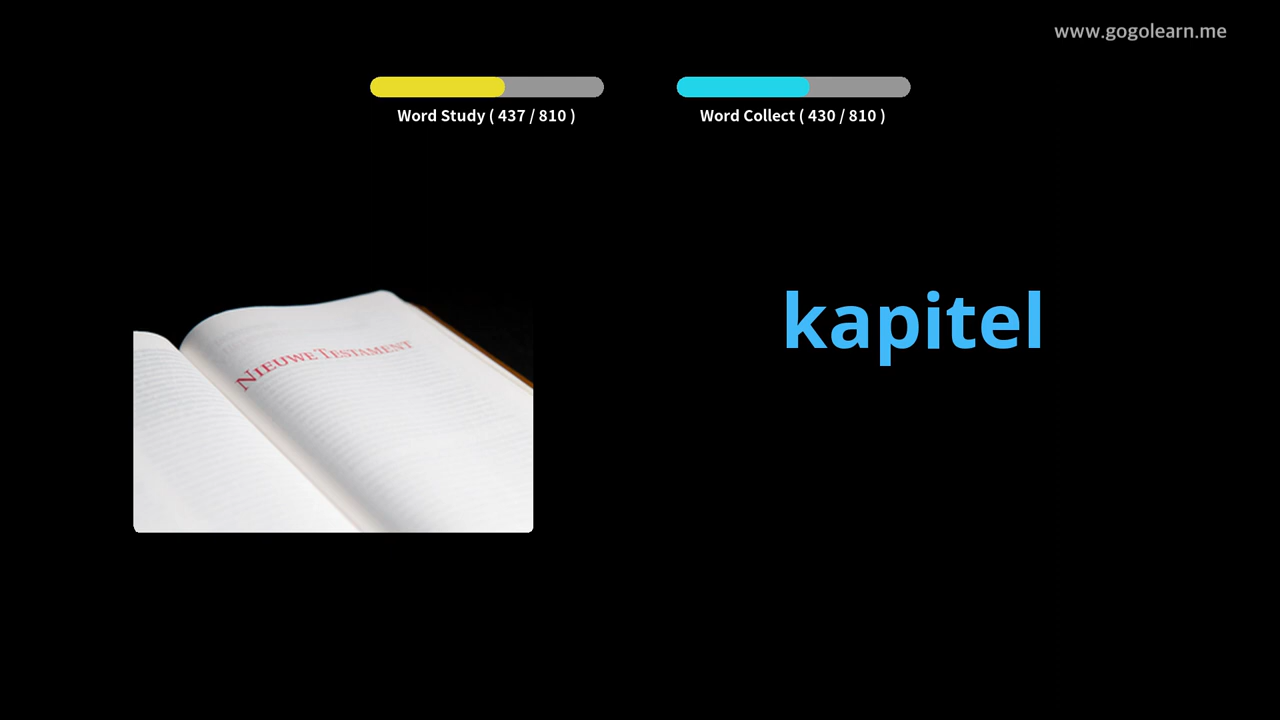 www.gogolearn.me
Word Study ( 437 / 810 )
Word Collect ( 430 / 810 )
NIEUWE TESTAMENT
kapitel